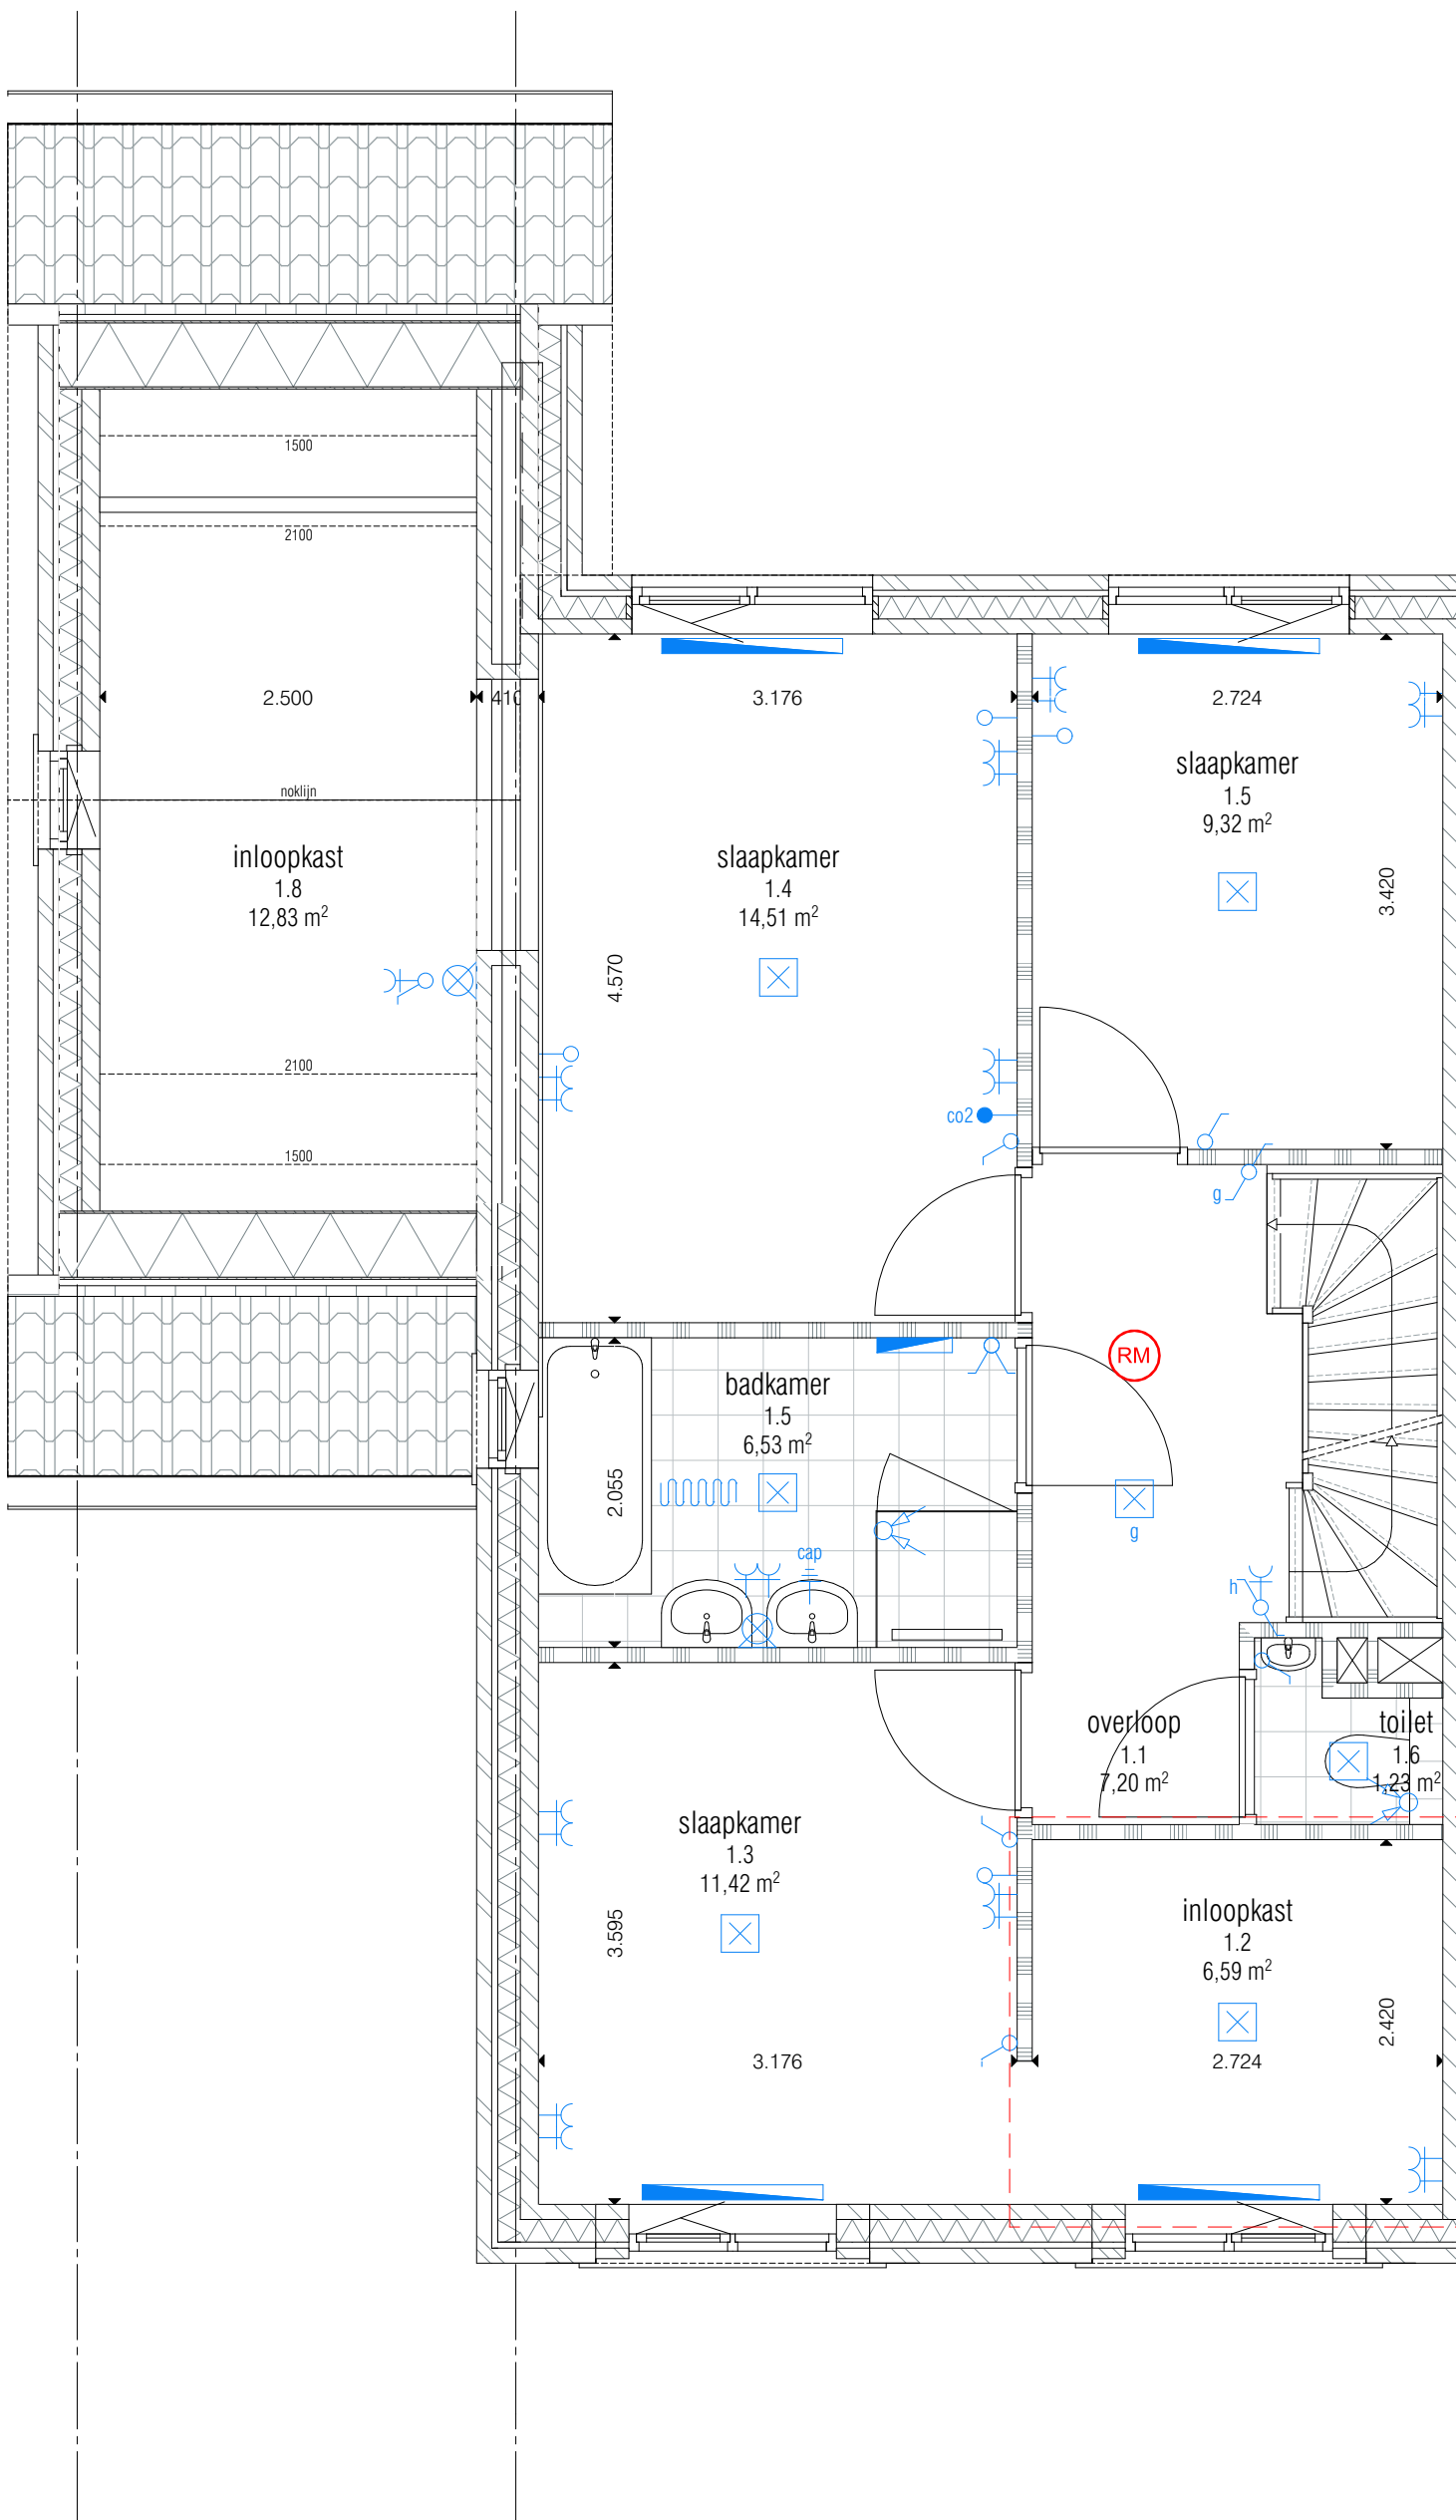 1500
2100
2.500
410
3.176
2.724
slaapkamer
1.5
9,32 m²
noklijn
inloopkast
1.8
12,83 m²
slaapkamer
1.4
14,51 m²
3.420
4.570
2100
co2
1500
g
RM
badkamer
1.5
6,53 m²
2.055
cap
g
h
overloop
1.1
7,20 m²
toilet
1.6
1,23 m²
slaapkamer
1.3
11,42 m²
3.595
inloopkast
1.2
6,59 m²
2.420
3.176
2.724